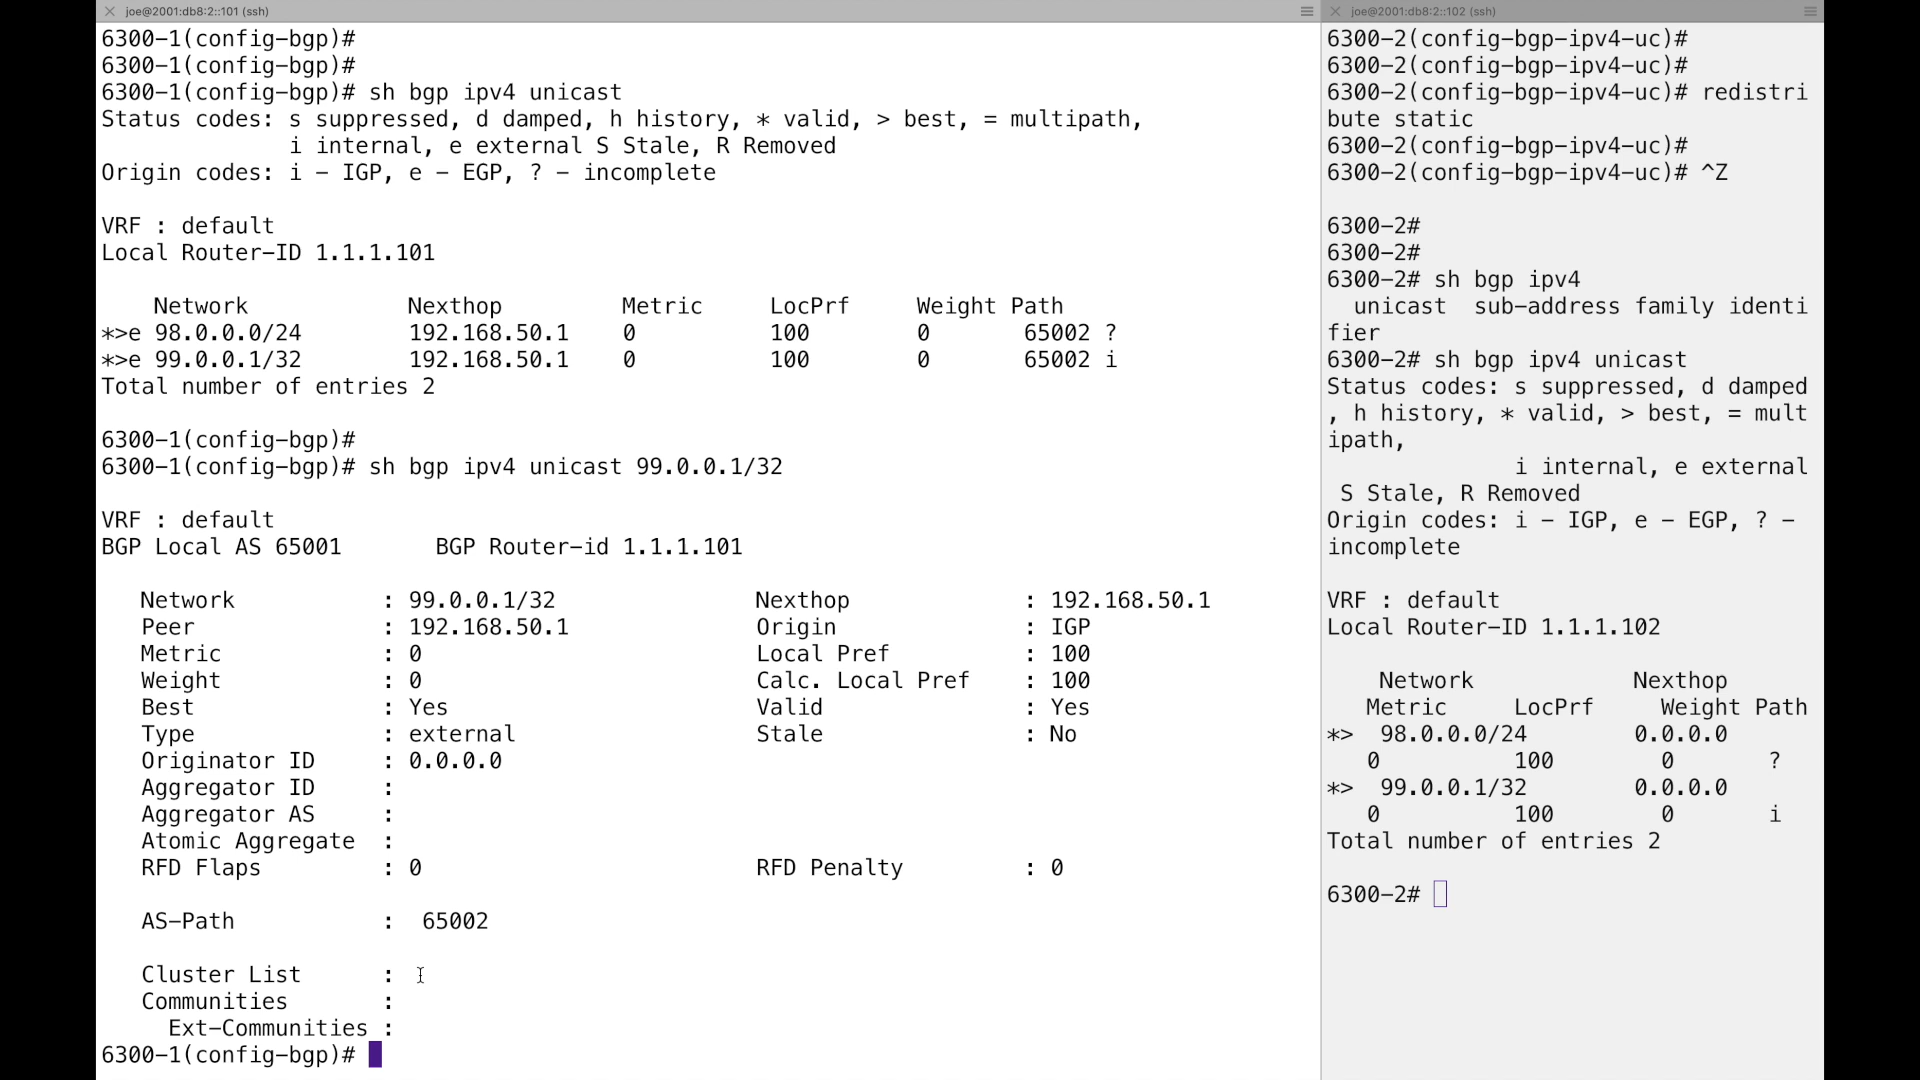 joe@2001:db8:2::101 (ssh)
6300-1(config-bgp)#
6300-1(config-bgp)#
6300-1(config-bgp)# sh bgp ipv4 unicast
Status codes: s suppressed, d damped, h history, * valid, > best, = multipath,
i internal, e external S Stale, R Removed
Origin codes: i - IGP, e - EGP, ? - incomplete
VRF : default
Local Router-ID 1.1.1.101
Network Nexthop Metric LocPrf Weight Path
*>e 98.0.0.0/24 192.168.50.1 0 100 0 65002 ?
*>e 99.0.0.1/32 192.168.50.1 0 100 0 65002 i
Total number of entries 2
6300-1(config-bgp)#
6300-1(config-bgp)# sh bgp ipv4 unicast 99.0.0.1/32
VRF : default
BGP Local AS 65001 BGP Router-id 1.1.1.101
Network : 99.0.0.1/32 Nexthop : 192.168.50.1
Peer : 192.168.50.1 Origin : IGP
Metric : 0 Local Pref : 100
Weight : 0 Calc. Local Pref : 100
Best : Yes Valid : Yes
Type : external Stale : No
Originator ID : 0.0.0.0
Aggregator ID :
Aggregator AS :
Atomic Aggregate :
RFD Flaps : 0 RFD Penalty : 0
AS-Path : 65002
Cluster List :
Communities :
Ext-Communities :
6300-1(config-bgp)#
joe@2001:db8:2::102 (ssh)
6300-2(config-bgp-ipv4-uc)#
6300-2(config-bgp-ipv4-uc)#
6300-2(config-bgp-ipv4-uc)# redistri
bute static
6300-2(config-bgp-ipv4-uc)#
6300-2(config-bgp-ipv4-uc)# ^Z
6300-2#
6300-2#
6300-2# sh bgp ipv4
unicast sub-address family identi
fier
6300-2# sh bgp ipv4 unicast
Status codes: s suppressed, d damped
, h history, * valid, > best, = mult
ipath,
i internal, e external
S Stale, R Removed
Origin codes: i - IGP, e - EGP, ? -
incomplete
VRF : default
Local Router-ID 1.1.1.102
Network Nexthop
Metric LocPrf Weight Path
*> 98.0.0.0/24 0.0.0.0
0 100 0 ?
*> 99.0.0.1/32 0.0.0.0
0 100 0 i
Total number of entries 2
6300-2#